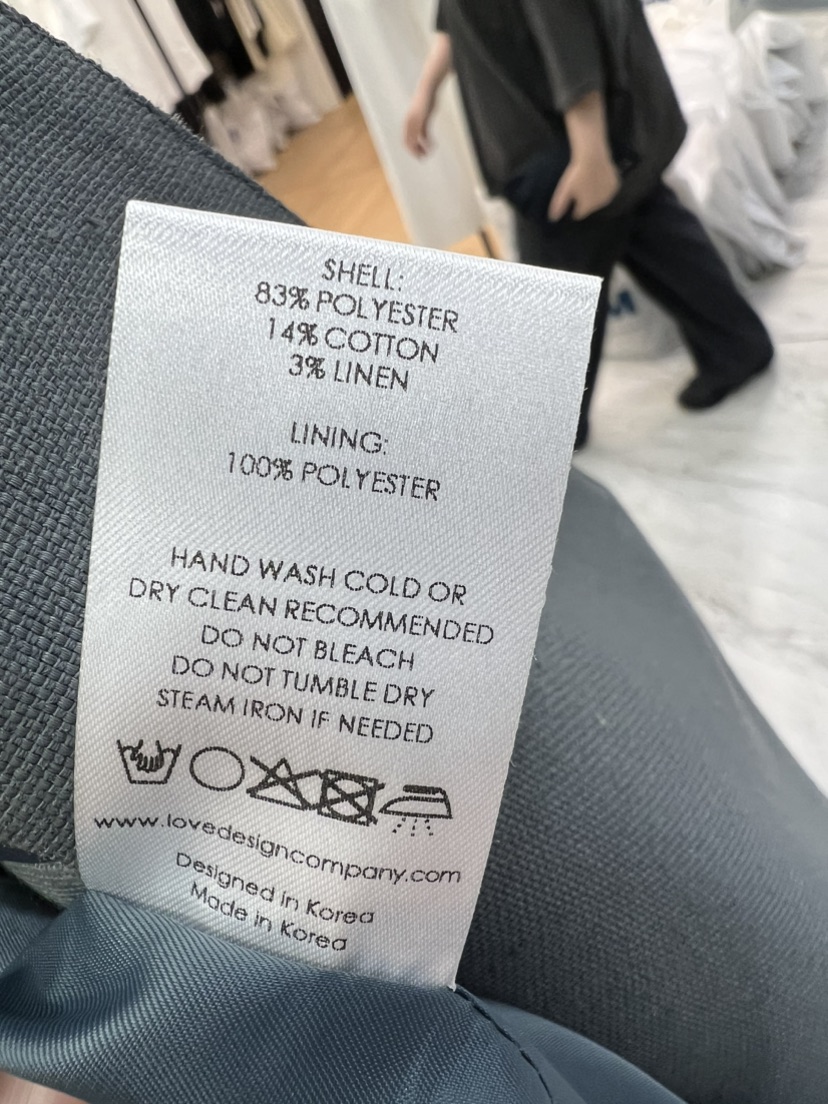 SHELL:
83% POLYESTER
14% COTTON
3% LINEN
LINING:
100% POLYESTER
HAND WASH COLD OR
DRY CLEAN RECOMMENDED
DO NOT BLEACH
DO NOT TUMBLE DRY
STEAM IRON IF NEEDED
www.lovedesigncompany.com
Designed in Korea
Made in Korea